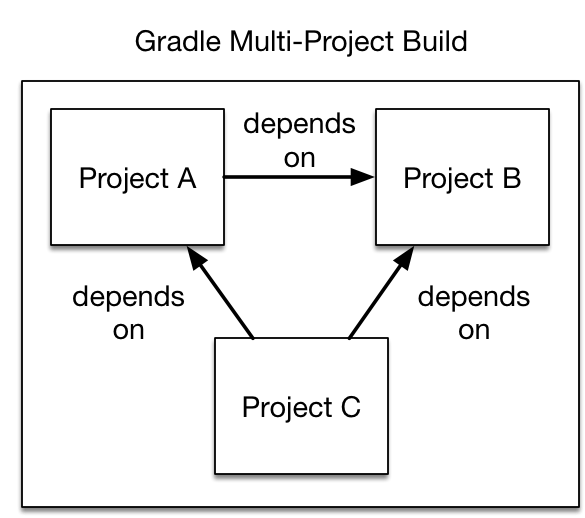 Gradle Multi-Project Build
depends
on
Project A
Project B
depends
on
depends
on
Project C